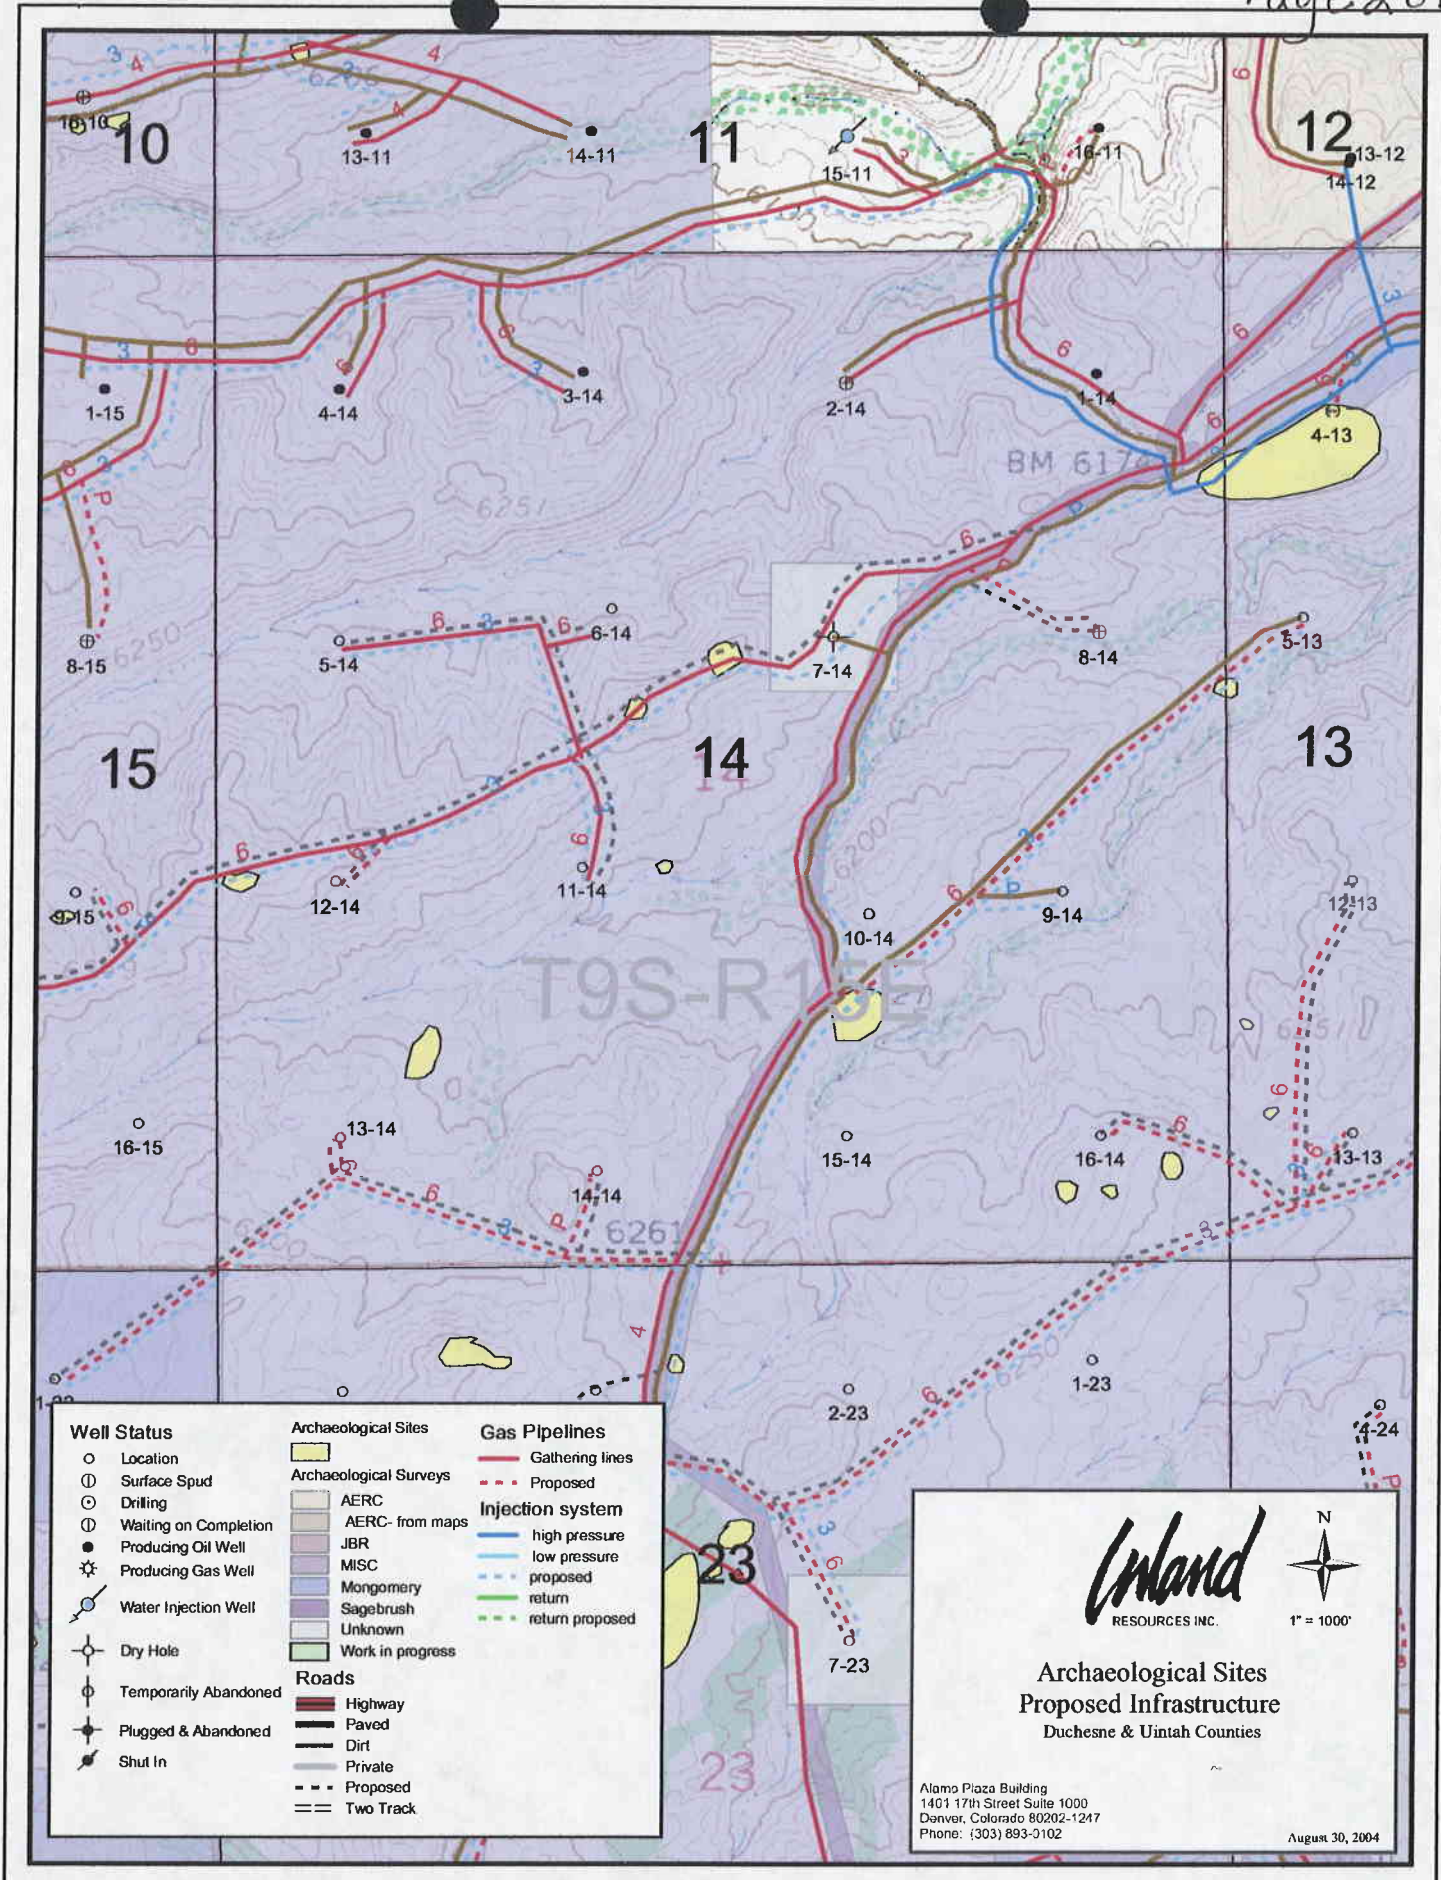 10
11
12
13-11
14-11
15-11
16-11
13-12
14-12
1-15
4-14
3-14
2-14
1-14
4-13
BM 6174
8-15
6250
5-14
6-14
7-14
8-14
5-13
15
14
14
13
6200
9-15
12-14
11-14
10-14
9-14
12-13
T9S-R15E
16-15
13-14
14-14
15-14
16-14
13-13
6261
6250
2-23
1-23
4-24
23
7-23
23
Well Status
Location
Surface Spud
Drilling
Waiting on Completion
Producing Oil Well
Producing Gas Well
Water Injection Well
Dry Hole
Temporarily Abandoned
Plugged & Abandoned
Shut In
Archaeological Sites
Archaeological Surveys
AERC
AERC- from maps
JBR
MISC
Mongomery
Sagebrush
Unknown
Work in progress
Roads
Highway
Paved
Dirt
Private
Proposed
Two Track
Gas Pipelines
Gathering lines
Proposed
Injection system
high pressure
low pressure
proposed
return
return proposed
Inland
RESOURCES INC.
N
1" = 1000'
Archaeological Sites
Proposed Infrastructure
Duchesne & Uintah Counties
Alamo Plaza Building
1401 17th Street Suite 1000
Denver, Colorado 80202-1247
Phone: (303) 893-0102
August 30, 2004